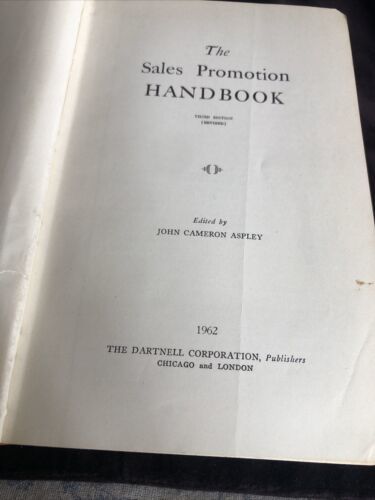 The
Sales Promotion
HANDBOOK
THIRD EDITION
(REVISED)
Edited by
JOHN CAMERON ASPLEY
1962
THE DARTNELL CORPORATION, Publishers
CHICAGO and LONDON